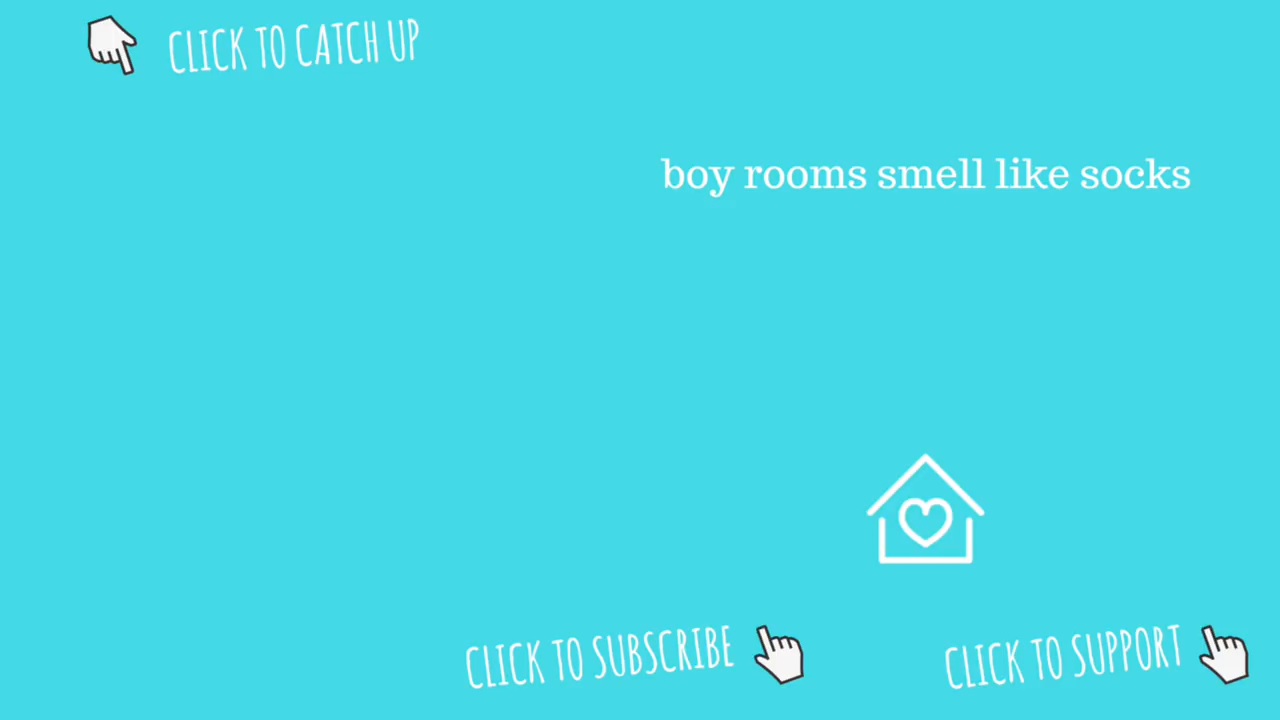 CLICK TO CATCH UP
boy rooms smell like socks
CLICK TO SUBSCRIBE
CLICK TO SUPPORT